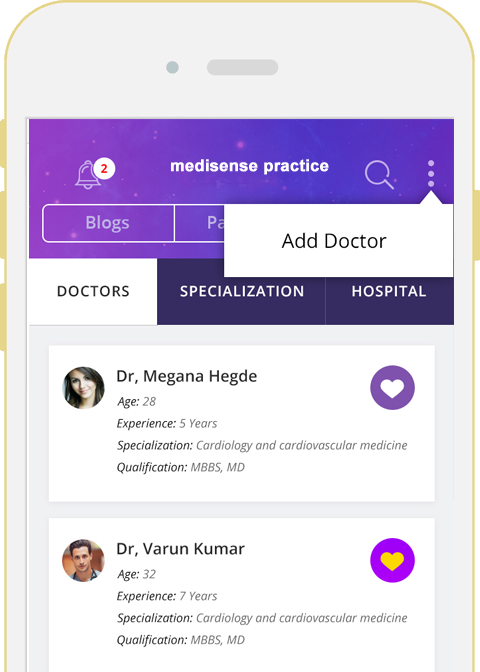 2
medisense practice
Blogs
Pa
Add Doctor
DOCTORS
SPECIALIZATION
HOSPITAL
Dr, Megana Hegde
Age: 28
Experience: 5 Years
Specialization: Cardiology and cardiovascular medicine
Qualification: MBBS, MD
Dr, Varun Kumar
Age: 32
Experience: 7 Years
Specialization: Cardiology and cardiovascular medicine
Qualification: MBBS, MD